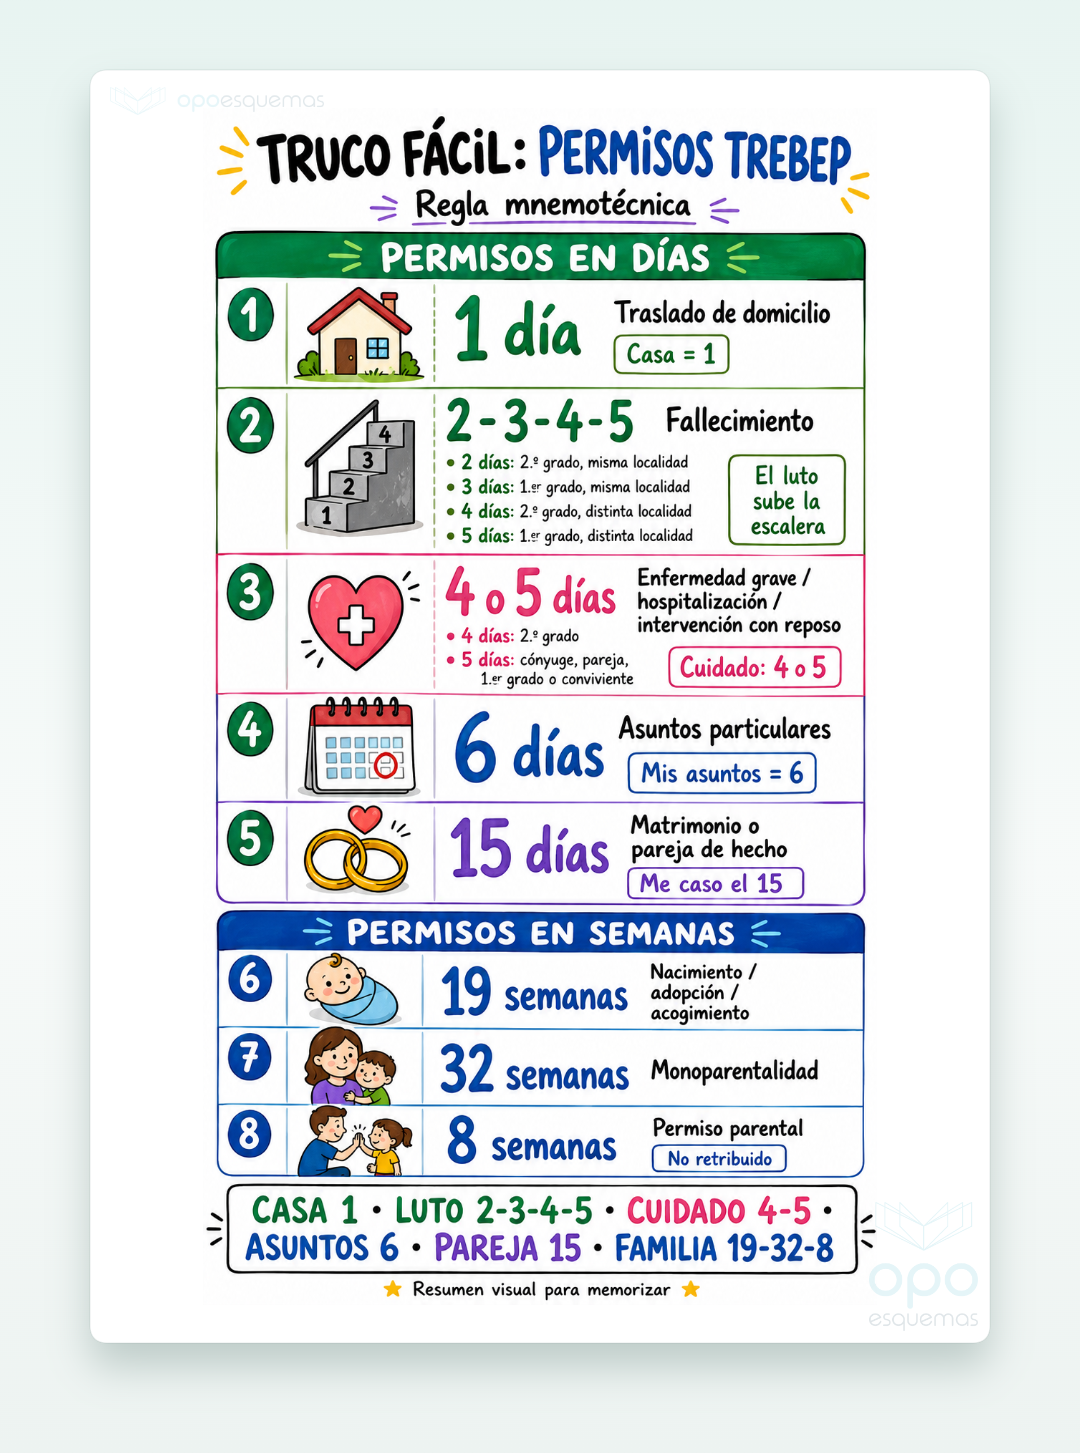 opoesquemas
TRUCO FÁCiL: PERMiSOS TREBEP
Regla mnemotécnica
PERMISOS EN DÍAS
1
1 día
Traslado de domicilio
Casa = 1
2
4
3
2
1
2-3-4-5
Fallecimiento
• 2 días: 2.º grado, misma localidad
• 3 días: 1.er grado, misma localidad
• 4 días: 2.º grado, distinta localidad
• 5 días: 1.er grado, distinta localidad
El luto
sube la
escalera
3
4 o 5 días
Enfermedad grave /
hospitalización /
intervención con reposo
• 4 días: 2.º grado
• 5 días: cónyuge, pareja,
1.er grado o conviviente
Cuidado: 4 o 5
4
6 días
Asuntos particulares
Mis asuntos = 6
5
15 días
Matrimonio o
pareja de hecho
Me caso el 15
PERMISOS EN SEMANAS
6
19 semanas
Nacimiento /
adopción /
acogimiento
7
32 semanas
Monoparentalidad
8
8 semanas
Permiso parental
No retribuido
CASA 1 • LUTO 2-3-4-5 • CUIDADO 4-5 •
ASUNTOS 6 • PAREJA 15 • FAMILIA 19-32-8
Resumen visual para memorizar
opo
esquemas